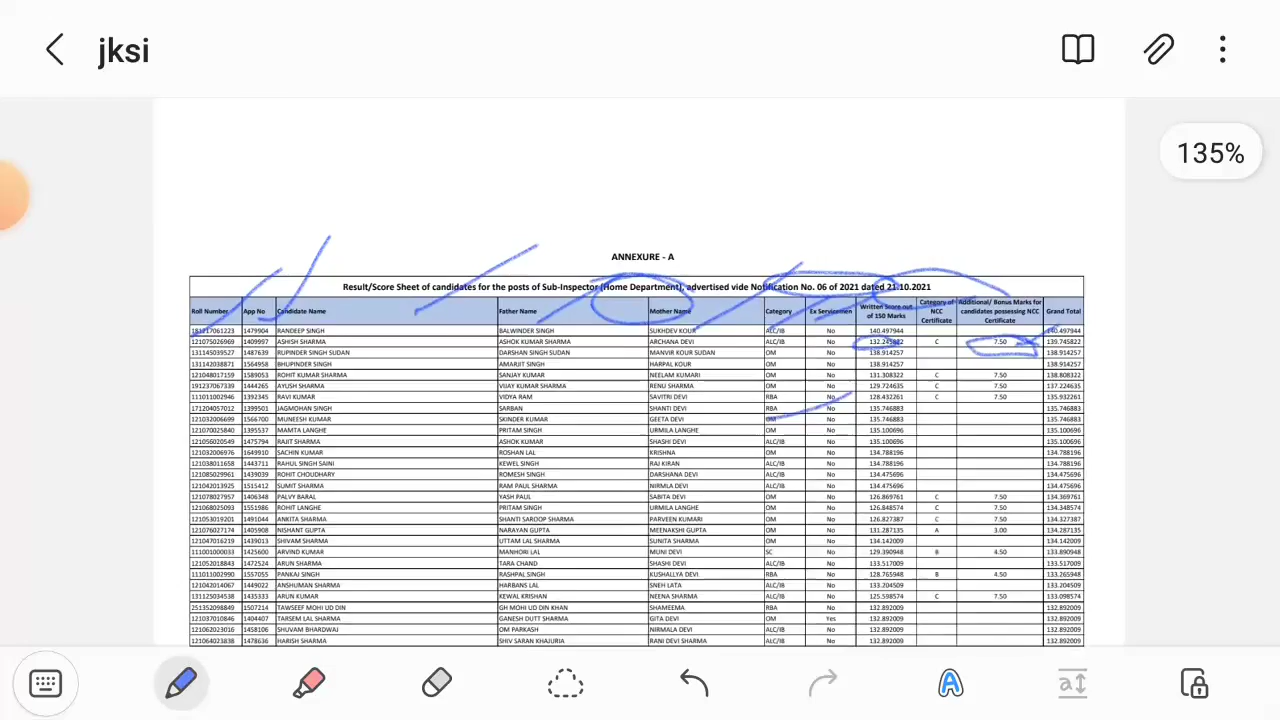 jksi
135%
ANNEXURE - A
Result/Score Sheet of candidates for the posts of Sub-Inspector (Home Department), advertised vide Notification No. 06 of 2021 dated 21.10.2021
Roll Number App No Candidate Name Father Name Mother Name Category Ex Servicemen Written Score out of 150 Marks Category of NCC Certificate Additional/ Bonus Marks for candidates possessing NCC Certificate Grand Total
181217061223 1479904 RANDEEP SINGH BALWINDER SINGH SUKHDEV KOUR ALC/IB No 140.497944 140.497944
121075026969 1409997 ASHISH SHARMA ASHOK KUMAR SHARMA ARCHANA DEVI ALC/IB No 132.245822 C 7.50 139.745822
131145039527 1487639 RUPINDER SINGH SUDAN DARSHAN SINGH SUDAN MANVIR KOUR SUDAN OM No 138.914257 138.914257
131142038871 1564958 BHUPINDER SINGH AMARJIT SINGH HARPAL KOUR OM No 138.914257 138.914257
121048017159 1589053 ROHIT KUMAR SHARMA SANJAY KUMAR NEELAM KUMARI OM No 131.308322 C 7.50 138.808322
191237067339 1444265 AYUSH SHARMA VIJAY KUMAR SHARMA RENU SHARMA OM No 129.724635 C 7.50 137.224635
111011002946 1392345 RAVI KUMAR VIDYA RAM SAVITRI DEVI RBA No 128.432261 C 7.50 135.932261
171204057012 1399501 JAGMOHAN SINGH SARBAN SHANTI DEVI RBA No 135.746883 135.746883
121032006699 1566700 MUNEESH KUMAR SKINDER KUMAR GEETA DEVI OM No 135.746883 135.746883
121070025840 1395537 MAMTA LANGHE PRITAM SINGH URMILA LANGHE OM No 135.100696 135.100696
121056020549 1475794 RAJIT SHARMA ASHOK KUMAR SHASHI DEVI ALC/IB No 135.100696 135.100696
121032006976 1649910 SACHIN KUMAR ROSHAN LAL KRISHNA OM No 134.788196 134.788196
121038011658 1443711 RAHUL SINGH SAINI KEWEL SINGH RAJ KIRAN ALC/IB No 134.788196 134.788196
121085029961 1439039 ROHIT CHOUDHARY ROMESH SINGH DARSHANA DEVI ALC/IB No 134.475696 134.475696
121042013925 1515412 SUMIT SHARMA RAM PAUL SHARMA NIRMLA DEVI ALC/IB No 134.475696 134.475696
121078027957 1406348 PALVY BARAL YASH PAUL SABITA DEVI OM No 126.869761 C 7.50 134.369761
121068025093 1551986 ROHIT LANGHE PRITAM SINGH URMILA LANGHE OM No 126.848574 C 7.50 134.348574
121053019201 1491044 ANKITA SHARMA SHANTI SAROOP SHARMA PARVEEN KUMARI OM No 126.827387 C 7.50 134.327387
121076027174 1405908 NISHANT GUPTA NARAYAN GUPTA MEENAKSHI GUPTA OM No 131.287135 A 3.00 134.287135
121047016219 1439013 SHIVAM SHARMA UTTAM LAL SHARMA SUNITA SHARMA OM No 134.142009 134.142009
111001000033 1425600 ARVIND KUMAR MANHORI LAL MUNI DEVI SC No 129.390948 B 4.50 133.890948
121052018843 1472524 ARUN SHARMA TARA CHAND SHASHI DEVI ALC/IB No 133.517009 133.517009
111011002990 1557055 PANKAJ SINGH RASHPAL SINGH KUSHALLYA DEVI RBA No 128.765948 B 4.50 133.265948
121042014067 1449022 ANSHUMAN SHARMA HARBANS LAL SNEH LATA ALC/IB No 133.204509 133.204509
131125034538 1435333 ARUN KUMAR KEWAL KRISHAN NEENA SHARMA ALC/IB No 125.598574 C 7.50 133.098574
251352098849 1507214 TAWSEEF MOHI UD DIN GH MOHI UD DIN KHAN SHAMEEMA RBA No 132.892009 132.892009
121037010846 1404407 TARSEM LAL SHARMA GANESH DUTT SHARMA GITA DEVI OM Yes 132.892009 132.892009
121062023016 1458106 SHUVAM BHARDWAJ OM PARKASH NIRMALA DEVI ALC/IB No 132.892009 132.892009
121064023838 1478636 HARISH SHARMA SHIV SARAN KHAJURIA RANI DEVI SHARMA ALC/IB No 132.892009 132.892009